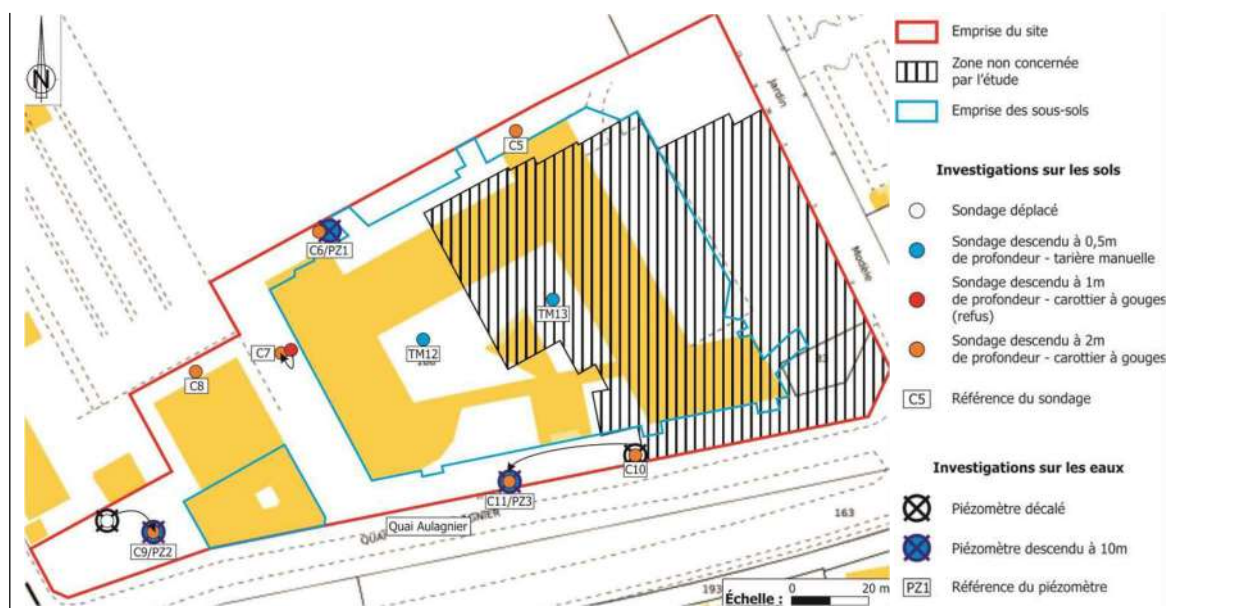 N
C5
C6/PZ1
C7
C8
TM12
TM13
C10
C11/PZ3
C9/PZ2
Quai Aulagnier
163
193
Jardin
Modèle
Échelle :
0
20 m
Emprise du site
Zone non concernée
par l'étude
Emprise des sous-sols
Investigations sur les sols
Sondage déplacé
Sondage descendu à 0,5m
de profondeur - tarière manuelle
Sondage descendu à 1m
de profondeur - carottier à gouges
(refus)
Sondage descendu à 2m
de profondeur - carottier à gouges
C5
Référence du sondage
Investigations sur les eaux
Piézomètre décalé
Piézomètre descendu à 10m
PZ1
Référence du piézomètre